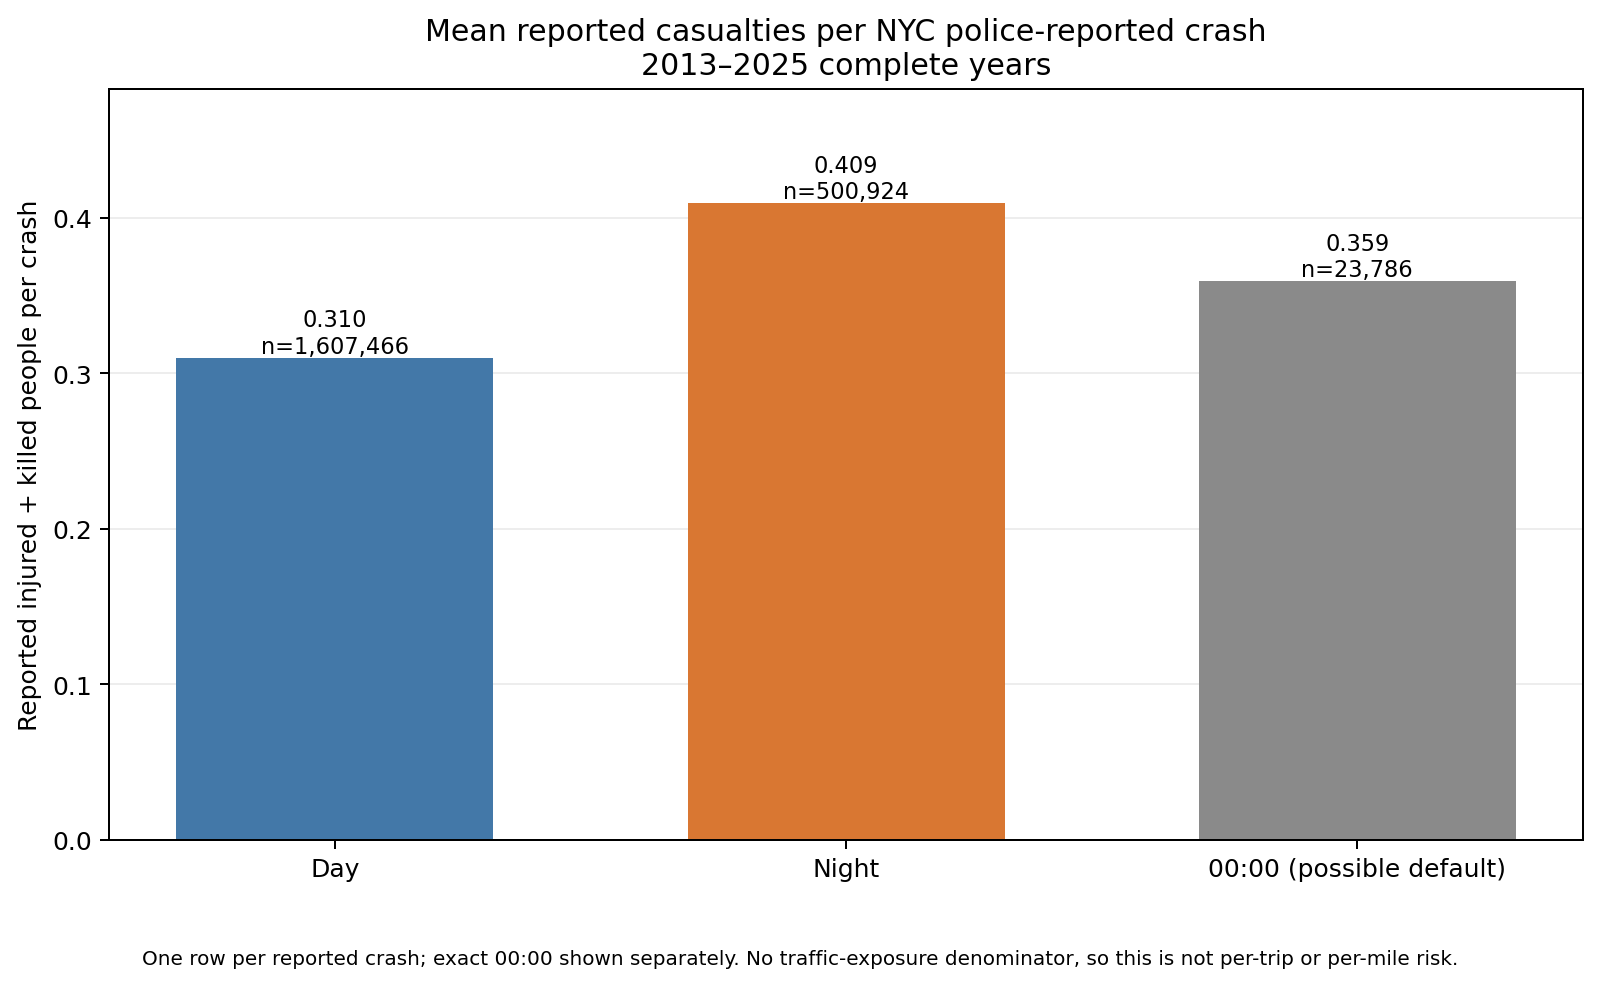 Mean reported casualties per NYC police-reported crash
2013–2025 complete years
Reported injured + killed people per crash
0.4
0.3
0.2
0.1
0.0
0.310
n=1,607,466
0.409
n=500,924
0.359
n=23,786
Day
Night
00:00 (possible default)
One row per reported crash; exact 00:00 shown separately. No traffic-exposure denominator, so this is not per-trip or per-mile risk.